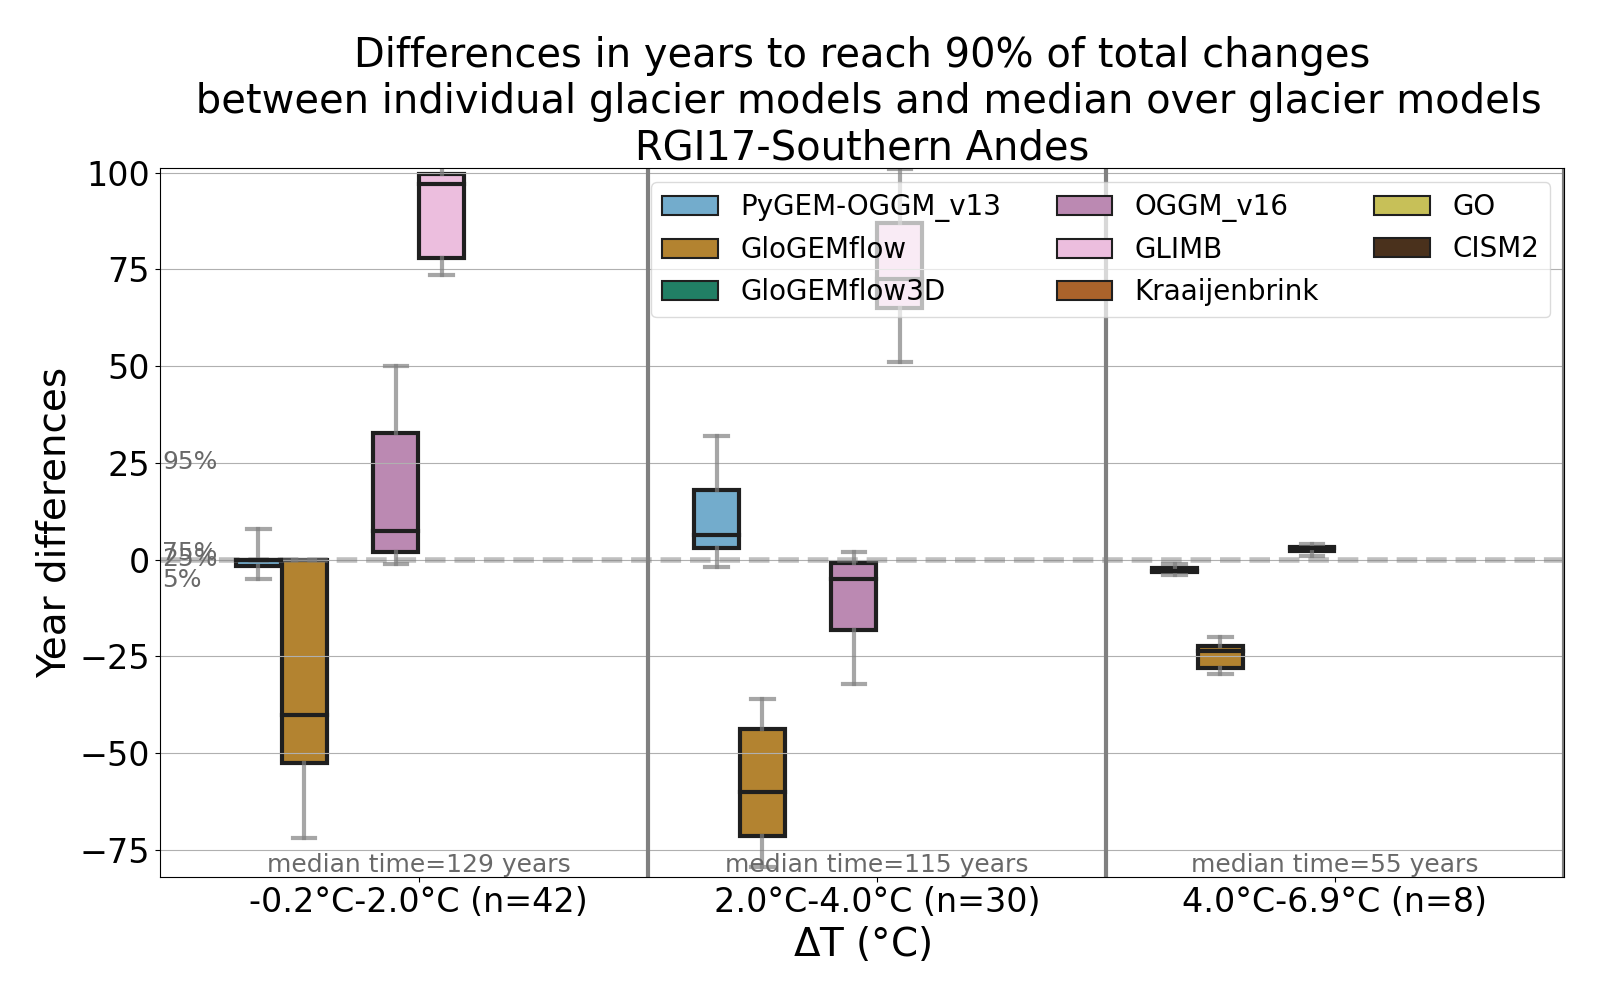 Differences in years to reach 90% of total changes
between individual glacier models and median over glacier models
RGI17-Southern Andes
Year differences
100
75
50
25
0
−25
−50
−75
95%
75%
25%
5%
PyGEM-OGGM_v13
GloGEMflow
GloGEMflow3D
OGGM_v16
GLIMB
Kraaijenbrink
GO
CISM2
median time=129 years
median time=115 years
median time=55 years
-0.2°C-2.0°C (n=42)
2.0°C-4.0°C (n=30)
4.0°C-6.9°C (n=8)
ΔT (°C)